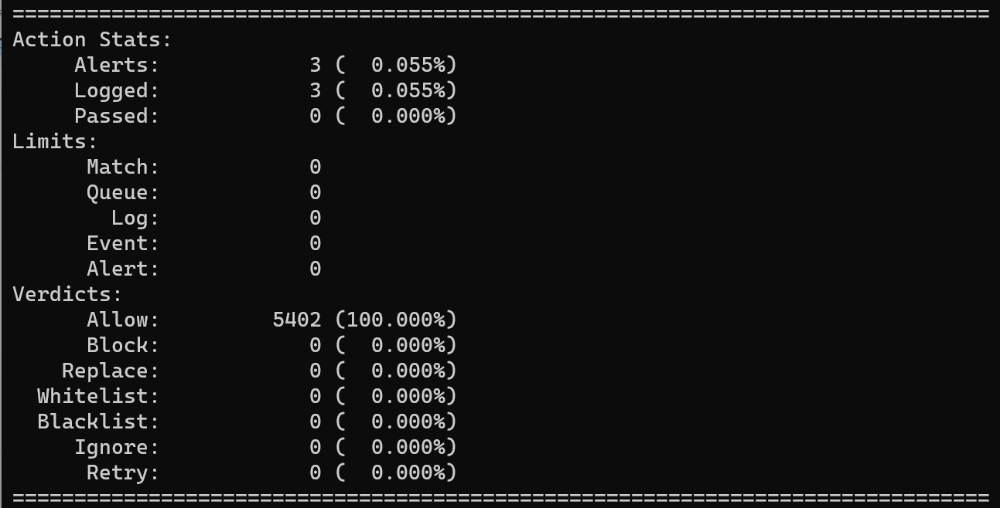 ===============================================================================
Action Stats:
     Alerts:            3 (  0.055%)
     Logged:            3 (  0.055%)
     Passed:            0 (  0.000%)
Limits:
      Match:            0
      Queue:            0
        Log:            0
      Event:            0
      Alert:            0
Verdicts:
      Allow:         5402 (100.000%)
      Block:            0 (  0.000%)
    Replace:            0 (  0.000%)
  Whitelist:            0 (  0.000%)
  Blacklist:            0 (  0.000%)
     Ignore:            0 (  0.000%)
      Retry:            0 (  0.000%)
===============================================================================